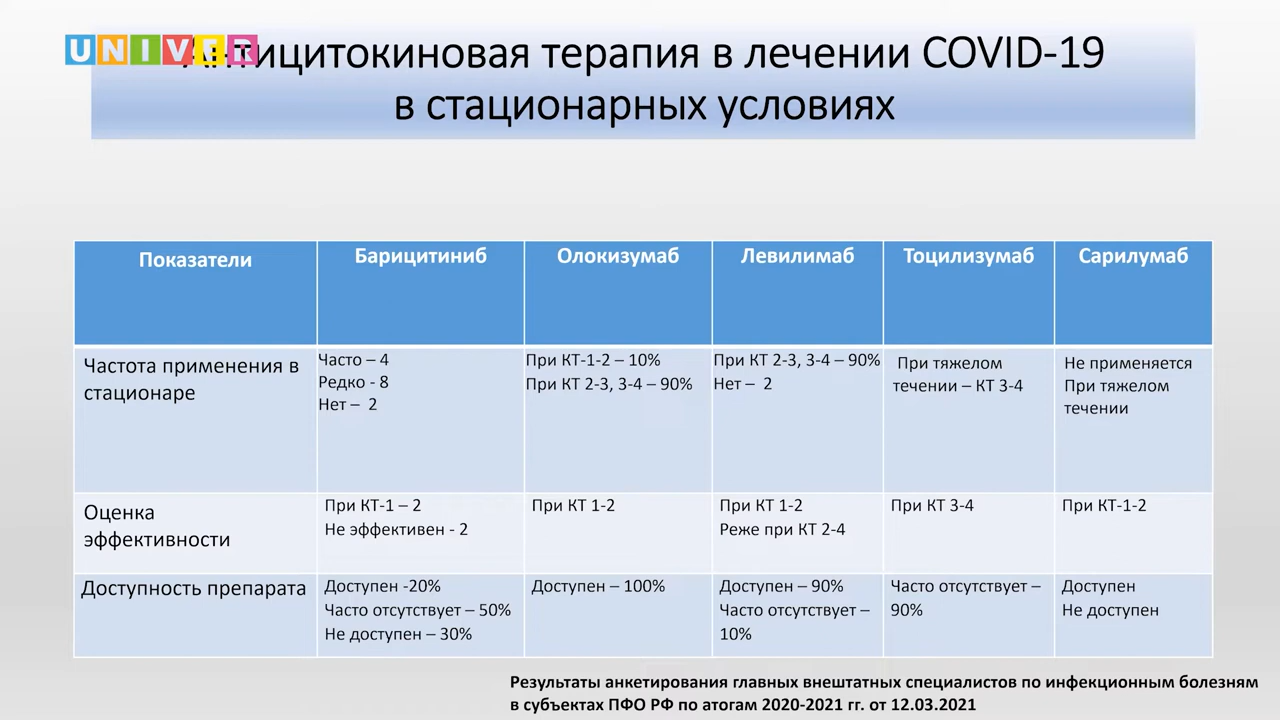 UNIVER
Антицитокиновая терапия в лечении COVID-19
в стационарных условиях
Показатели
Барицитиниб
Олокизумаб
Левилимаб
Тоцилизумаб
Сарилумаб
Частота применения в
стационаре
Часто – 4
Редко - 8
Нет –  2
При КТ-1-2 – 10%
При КТ 2-3, 3-4 – 90%
При КТ 2-3, 3-4 – 90%
Нет –  2
При тяжелом
течении – КТ 3-4
Не применяется
При тяжелом
течении
Оценка
эффективности
При КТ-1 – 2
Не эффективен - 2
При КТ 1-2
При КТ 1-2
Реже при КТ 2-4
При КТ 3-4
При КТ-1-2
Доступность препарата
Доступен -20%
Часто отсутствует – 50%
Не доступен – 30%
Доступен – 100%
Доступен – 90%
Часто отсутствует –
10%
Часто отсутствует –
90%
Доступен
Не доступен
Результаты анкетирования главных внештатных специалистов по инфекционным болезням
в субъектах ПФО РФ по атогам 2020-2021 гг. от 12.03.2021